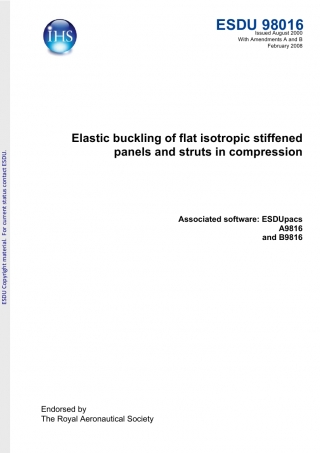 IHS
ESDU 98016
Issued August 2000
With Amendments A and B
February 2008
Elastic buckling of flat isotropic stiffened
panels and struts in compression
Associated software: ESDUpacs
A9816
and B9816
ESDU Copyright material. For current status contact ESDU.
Endorsed by
The Royal Aeronautical Society